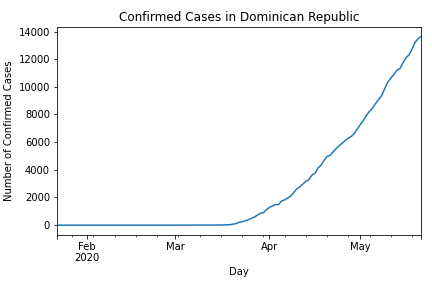 Confirmed Cases in Dominican Republic
14000
12000
10000
8000
6000
4000
2000
0
Number of Confirmed Cases
Feb Mar Apr May
2020
Day